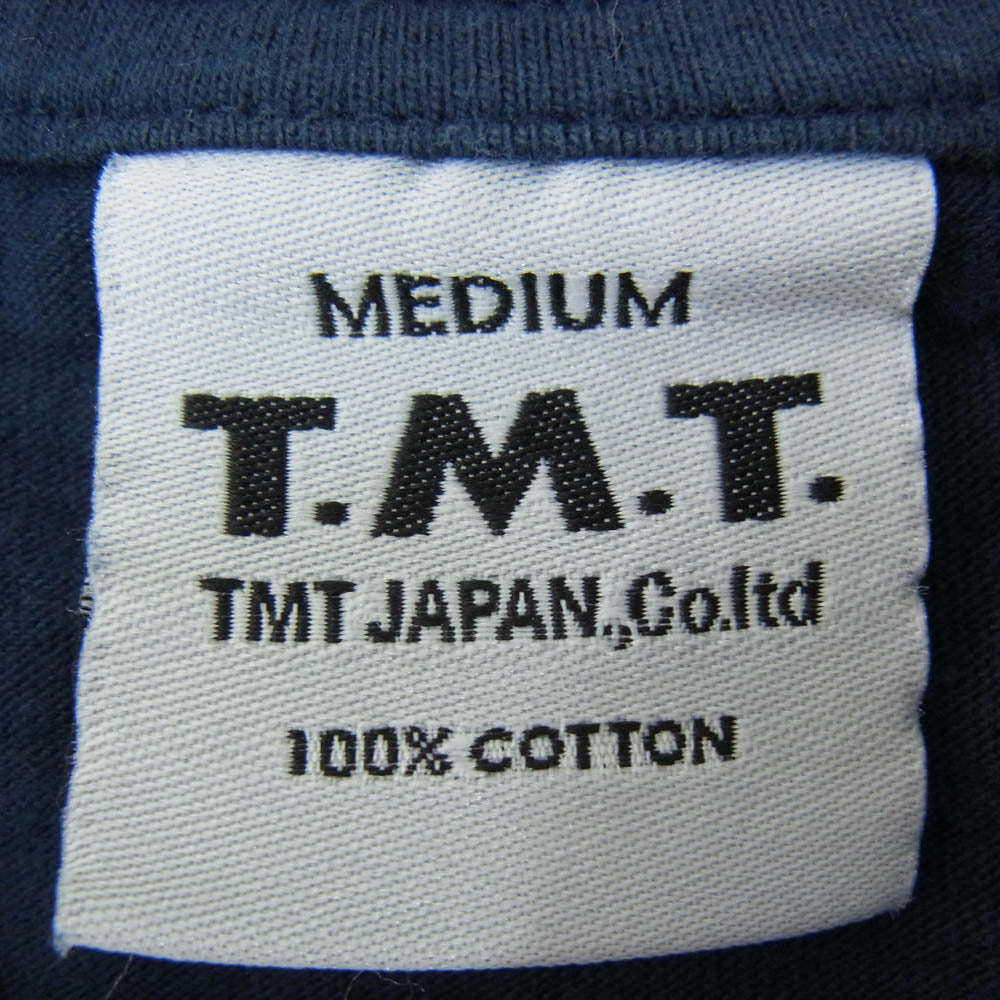 MEDIUM
T.M.T.
TMT JAPAN.,Co.ltd
100% COTTON